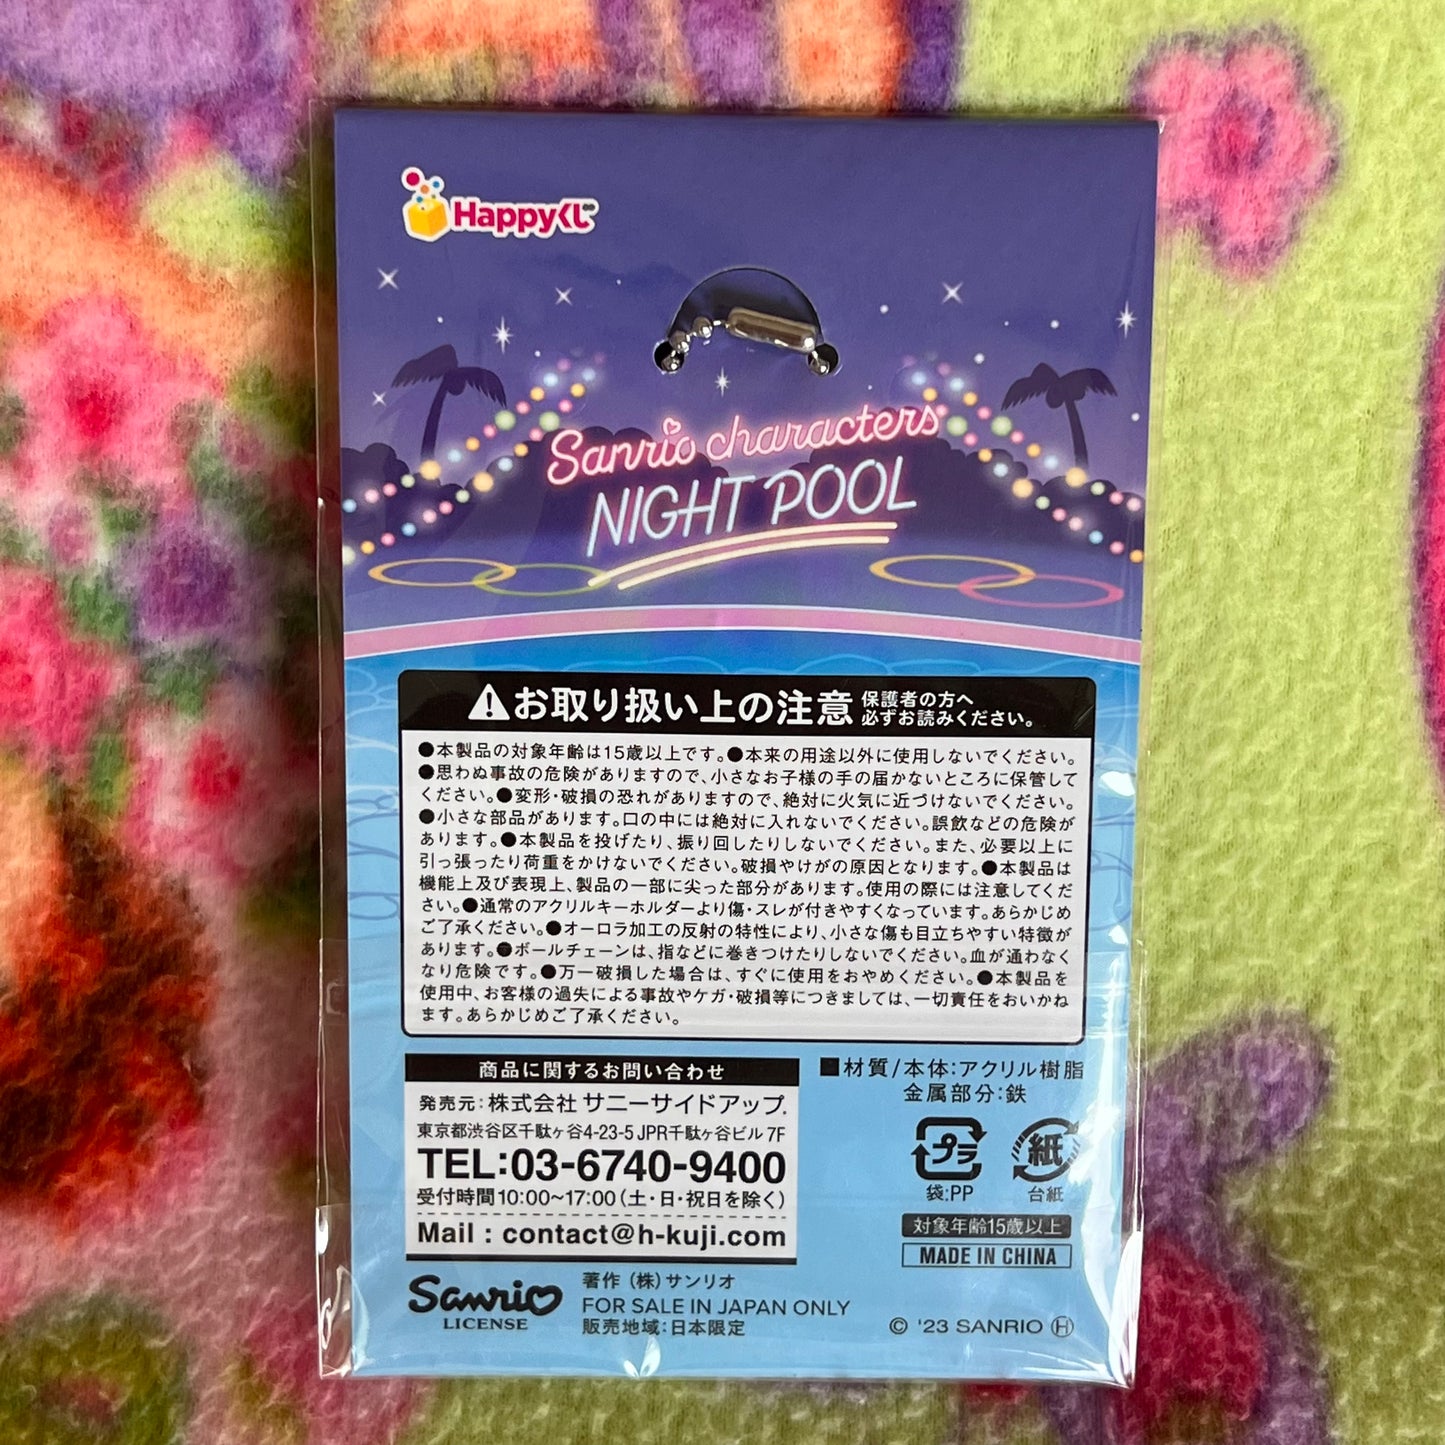 Happyくじ
Sanrio characters
NIGHT POOL
お取り扱い上の注意 保護者の方へ
必ずお読みください。
●本製品の対象年齢は15歳以上です。●本来の用途以外に使用しないでください。
●思わぬ事故の危険がありますので、小さなお子様の手の届かないところに保管して
ください。●変形・破損の恐れがありますので、絶対に火気に近づけないでください。
●小さな部品があります。口の中には絶対に入れないでください。誤飲などの危険が
あります。●本製品を投げたり、振り回したりしないでください。また、必要以上に
引っ張ったり荷重をかけないでください。破損やけがの原因となります。●本製品は
機能上及び表現上、製品の一部に尖った部分があります。使用の際には注意してくだ
さい。●通常のアクリルキーホルダーより傷・スレが付きやすくなっています。あらかじめ
ご了承ください。●オーロラ加工の反射の特性により、小さな傷も目立ちやすい特徴が
あります。●ボールチェーンは、指などに巻きつけたりしないでください。血が通わなく
なり危険です。●万一破損した場合は、すぐに使用をおやめください。●本製品を
使用中、お客様の過失による事故やケガ・破損等につきましては、一切責任をおいかね
ます。あらかじめご了承ください。
商品に関するお問い合わせ
発売元：株式会社 サニーサイドアップ.
東京都渋谷区千駄ヶ谷4-23-5 JPR千駄ヶ谷ビル 7F
TEL：03-6740-9400
受付時間 10:00~17:00（土・日・祝日を除く）
Mail : contact@h-kuji.com
■材質/本体：アクリル樹脂
金属部分：鉄
プラ
紙
袋：PP
台紙
対象年齢15歳以上
MADE IN CHINA
Sanrio
LICENSE
著作（株）サンリオ
FOR SALE IN JAPAN ONLY
販売地域：日本限定
© '23 SANRIO Ⓗ